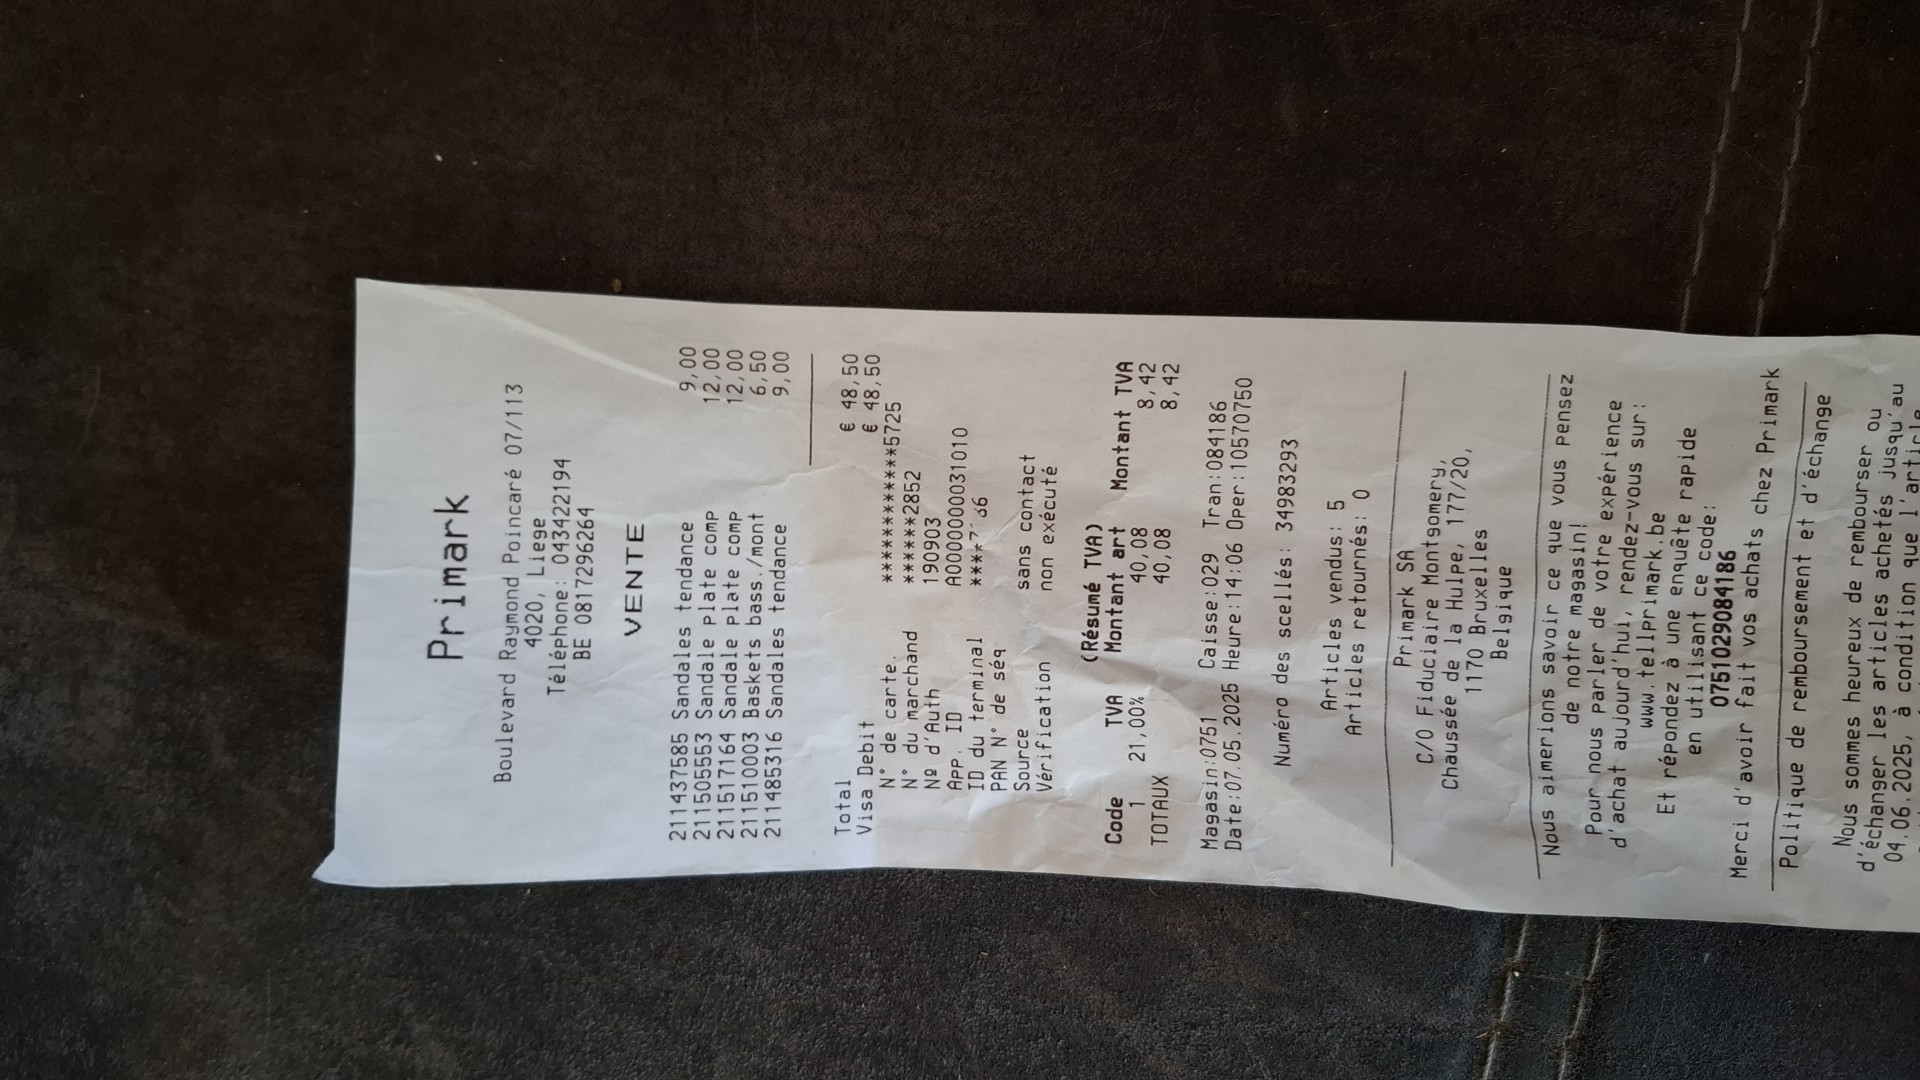 Primark
Boulevard Raymond Poincaré 07/113
4020, Liege
Téléphone: 043422194
BE 0817296264
VENTE
211437585 Sandales tendance 9,00
211505553 Sandale plate comp 12,00
211517164 Sandale plate comp 12,00
211510003 Baskets bass./mont 6,50
211485316 Sandales tendance 9,00
Total € 48,50
Visa Debit € 48,50
N° de carte. ************5725
N° du marchand ******2852
Nº d'Auth 190903
APP. ID A0000000031010
ID du terminal
PAN N° de séq
Source sans contact
Vérification non exécuté
(Résumé TVA)
Code TVA Montant art Montant TVA
1 21,00% 40,08 8,42
TOTAUX 40,08 8,42
Magasin:0751 Caisse:029 Tran:084186
Date:07.05.2025 Heure:14:06 Oper:10570750
Numéro des scellés: 34983293
Articles vendus: 5
Articles retournés: 0
Primark SA
C/O Fiduciaire Montgomery,
Chaussée de la Hulpe, 177/20,
1170 Bruxelles
Belgique
Nous aimerions savoir ce que vous pensez
de notre magasin!
Pour nous parler de votre expérience
d'achat aujourd'hui, rendez-vous sur:
www.tellprimark.be
Et répondez à une enquête rapide
en utilisant ce code:
0751029084186
Merci d'avoir fait vos achats chez Primark
Politique de remboursement et d'échange
Nous sommes heureux de rembourser ou
d'échanger les articles achetés jusqu'au
04.06.2025, à condition que l'article